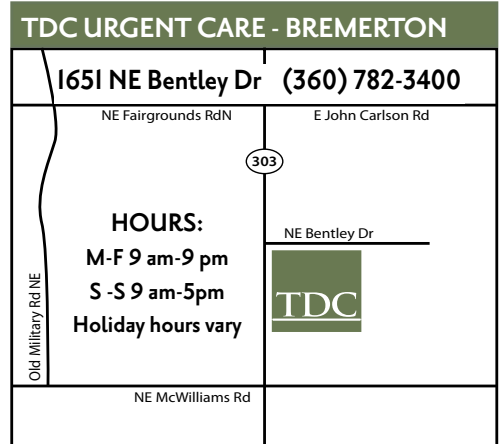 TDC URGENT CARE - BREMERTON
1651 NE Bentley Dr (360) 782-3400
NE Fairgrounds RdN
E John Carlson Rd
303
HOURS:
M-F 9 am-9 pm
S -S 9 am-5pm
Holiday hours vary
NE Bentley Dr
TDC
Old Military Rd NE
NE McWilliams Rd